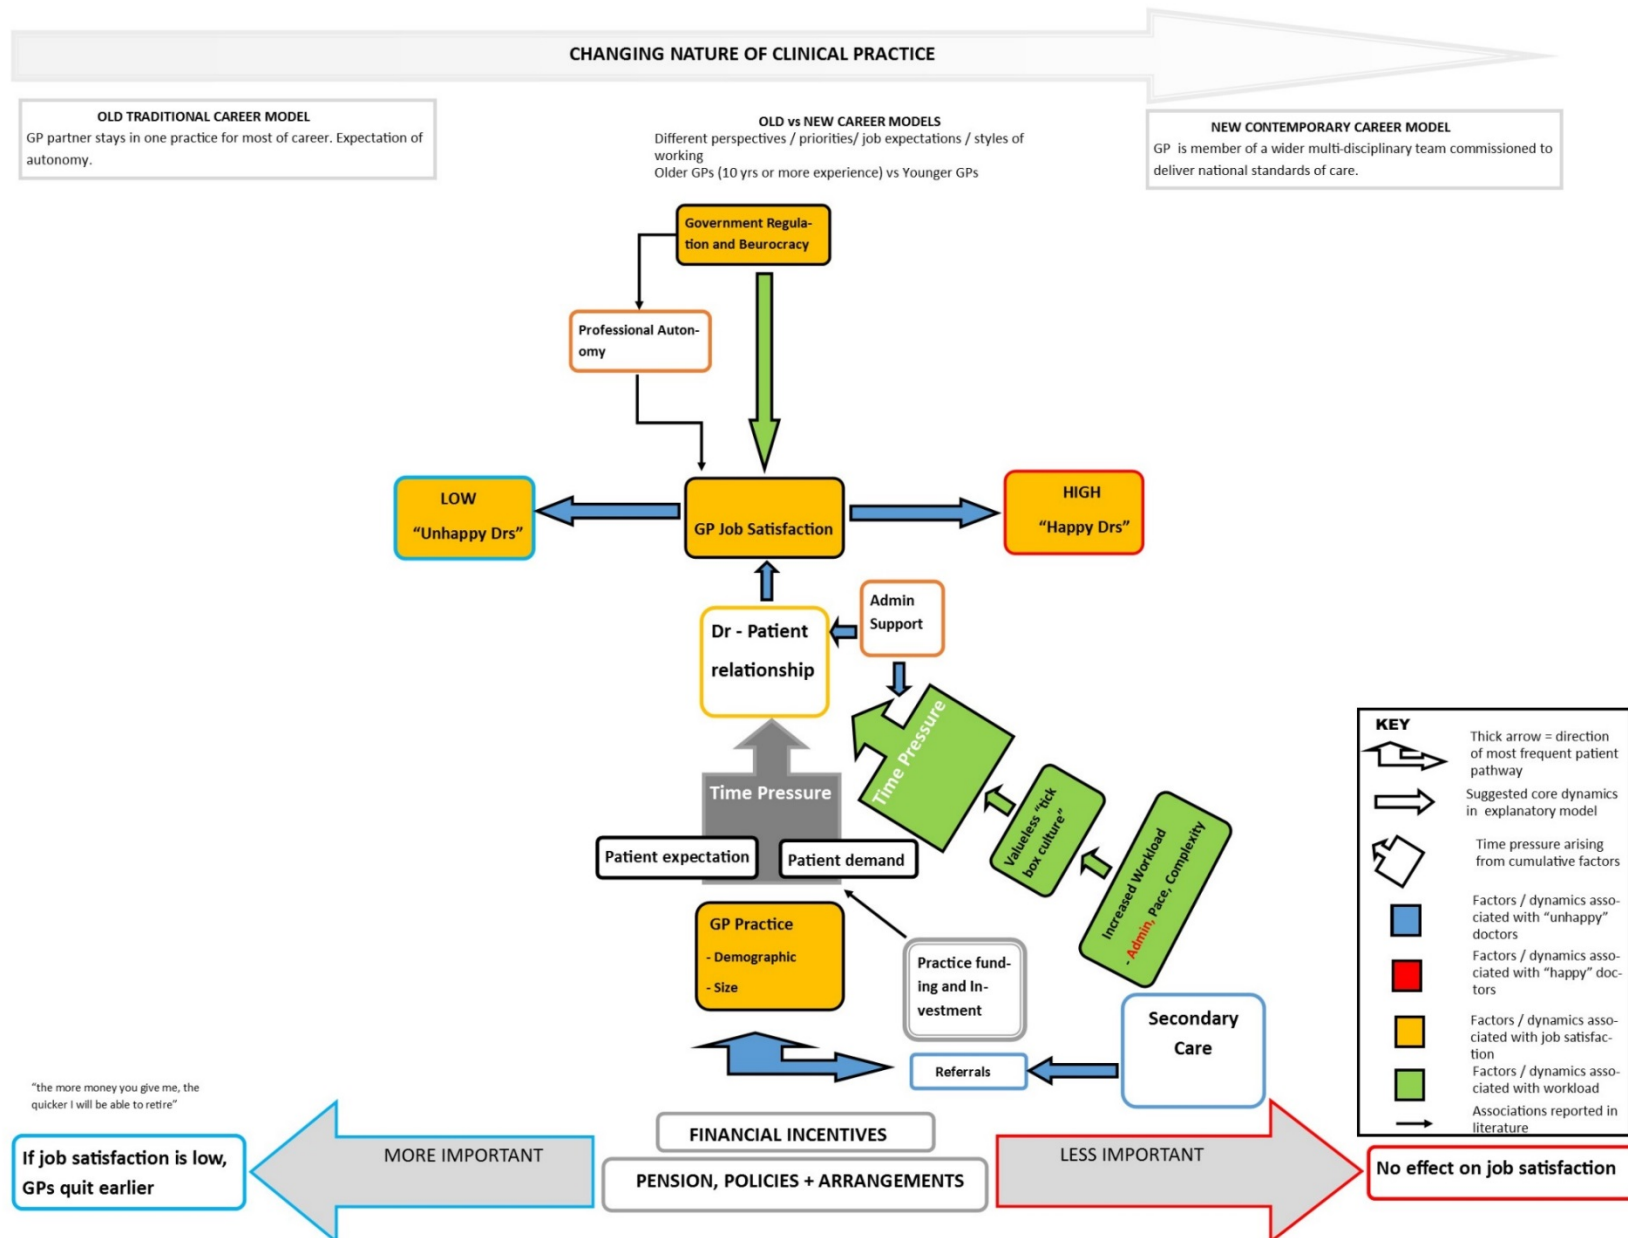 CHANGING NATURE OF CLINICAL PRACTICE
OLD TRADITIONAL CAREER MODEL
GP partner stays in one practice for most of career. Expectation of
autonomy.
OLD vs NEW CAREER MODELS
Different perspectives / priorities/ job expectations / styles of
working
Older GPs (10 yrs or more experience) vs Younger GPs
NEW CONTEMPORARY CAREER MODEL
GP is member of a wider multi-disciplinary team commissioned to
deliver national standards of care.
Government Regula-
tion and Beurocracy
Professional Auton-
omy
LOW
“Unhappy Drs”
GP Job Satisfaction
HIGH
“Happy Drs”
Dr - Patient
relationship
Admin
Support
Time Pressure
Time Pressure
Patient expectation
Patient demand
Valueless “tick
box culture”
Increased Workload
- Admin, Pace, Complexity
GP Practice
- Demographic
- Size
Practice fund-
ing and In-
vestment
Secondary
Care
Referrals
KEY
Thick arrow = direction
of most frequent patient
pathway
Suggested core dynamics
in explanatory model
Time pressure arising
from cumulative factors
Factors / dynamics asso-
ciated with “unhappy”
doctors
Factors / dynamics asso-
ciated with “happy” doc-
tors
Factors / dynamics asso-
ciated with job satisfac-
tion
Factors / dynamics asso-
ciated with workload
Associations reported in
literature
“the more money you give me, the
quicker I will be able to retire”
If job satisfaction is low,
GPs quit earlier
MORE IMPORTANT
FINANCIAL INCENTIVES
PENSION, POLICIES + ARRANGEMENTS
LESS IMPORTANT
No effect on job satisfaction